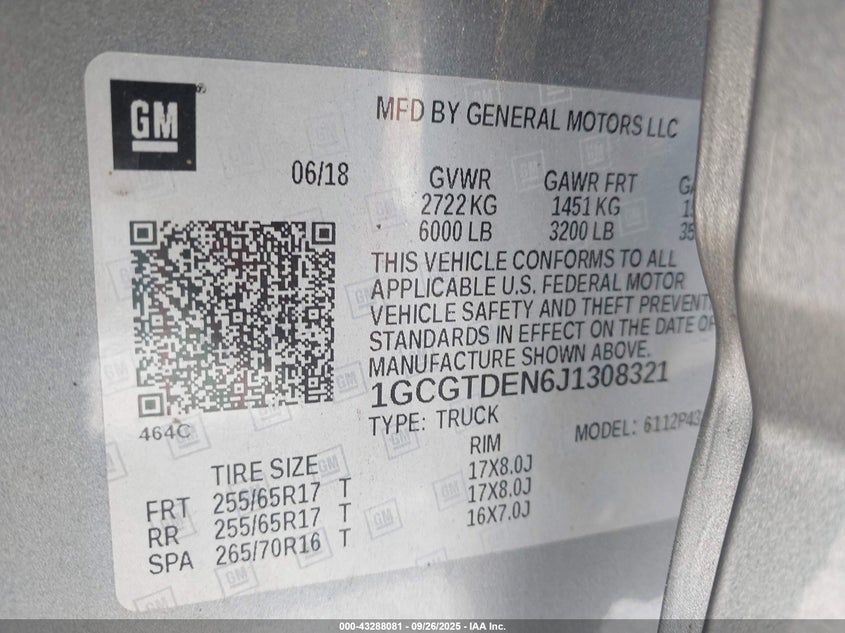 GM
MFD BY GENERAL MOTORS LLC
06/18 GVWR GAWR FRT
2722 KG 1451 KG
6000 LB 3200 LB
THIS VEHICLE CONFORMS TO ALL
APPLICABLE U.S. FEDERAL MOTOR
VEHICLE SAFETY AND THEFT PREVENT
STANDARDS IN EFFECT ON THE DATE OF
MANUFACTURE SHOWN ABOVE.
1GCGTDEN6J1308321
464C
TYPE: TRUCK MODEL: 6112P43
TIRE SIZE RIM
FRT 255/65R17 T 17X8.0J
RR 255/65R17 T 17X8.0J
SPA 265/70R16 T 16X7.0J
000-43288081 - 09/26/2025 - IAA Inc.